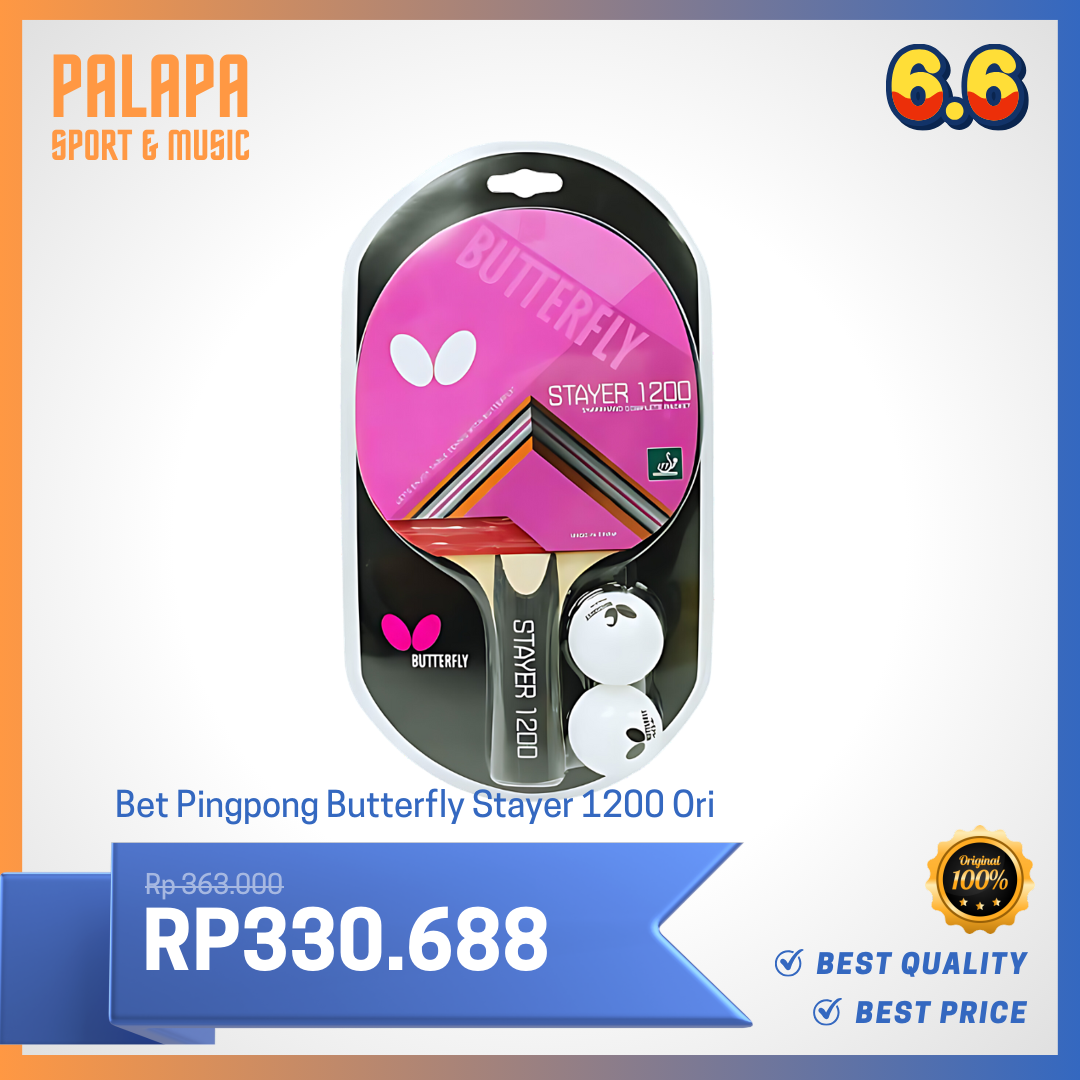 PALAPA
SPORT & MUSIC
6.6
BUTTERFLY
STAYER 1200
STAYER 1200
BUTTERFLY
Bet Pingpong Butterfly Stayer 1200 Ori
Rp 363.000
RP330.688
Original
100%
BEST QUALITY
BEST PRICE